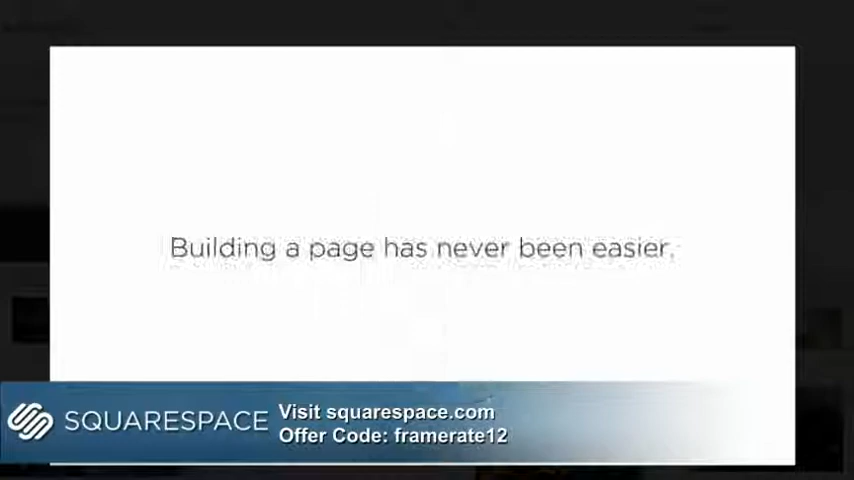 Building a page has never been easier.
SQUARESPACE
Visit squarespace.com
Offer Code: framerate12